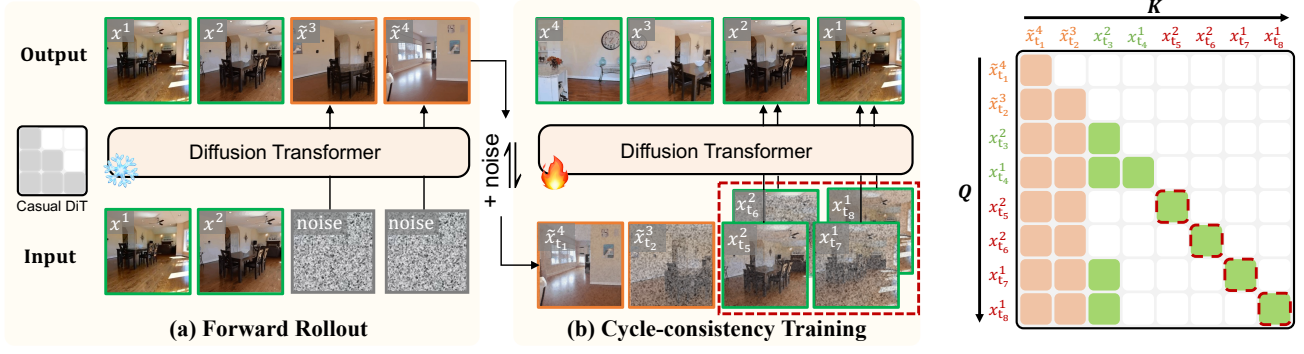 Output
x^1
x^2
x̃^3
x̃^4
Diffusion Transformer
Casual DiT
Input
x^1
x^2
noise
noise
(a) Forward Rollout
+ noise
x^4
x^3
x^2
x^1
Diffusion Transformer
x̃^4_{t_1}
x̃^3_{t_2}
x^2_{t_6}
x^2_{t_5}
x^1_{t_8}
x^1_{t_7}
(b) Cycle-consistency Training
K
x̃^4_{t_1} x̃^3_{t_2} x^2_{t_3} x^1_{t_4} x^2_{t_5} x^2_{t_6} x^1_{t_7} x^1_{t_8}
Q
x̃^4_{t_1}
x̃^3_{t_2}
x^2_{t_3}
x^1_{t_4}
x^2_{t_5}
x^2_{t_6}
x^1_{t_7}
x^1_{t_8}